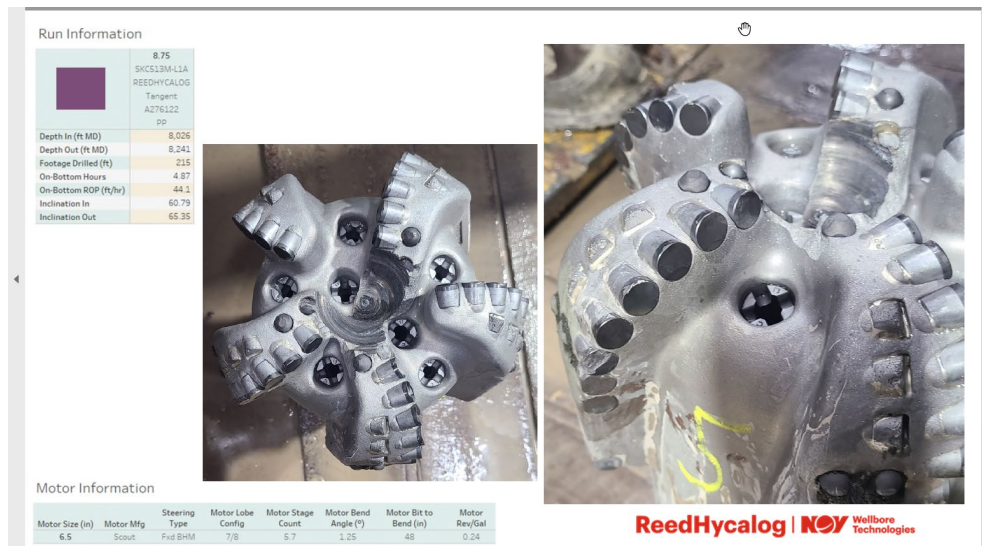 Run Information
8.75
SKC513M-L1A
REEDHYCALOG
Tangent
A276122
PP
Depth In (ft MD) 8,026
Depth Out (ft MD) 8,241
Footage Drilled (ft) 215
On-Bottom Hours 4.87
On-Bottom ROP (ft/hr) 44.1
Inclination In 60.79
Inclination Out 65.35
Motor Information
Motor Size (in) Motor Mfg Steering Type Motor Lobe Config Motor Stage Count Motor Bend Angle (º) Motor Bit to Bend (in) Motor Rev/Gal
6.5 Scout Fxd BHM 7/8 5.7 1.25 48 0.24
ReedHycalog | NOV Wellbore Technologies